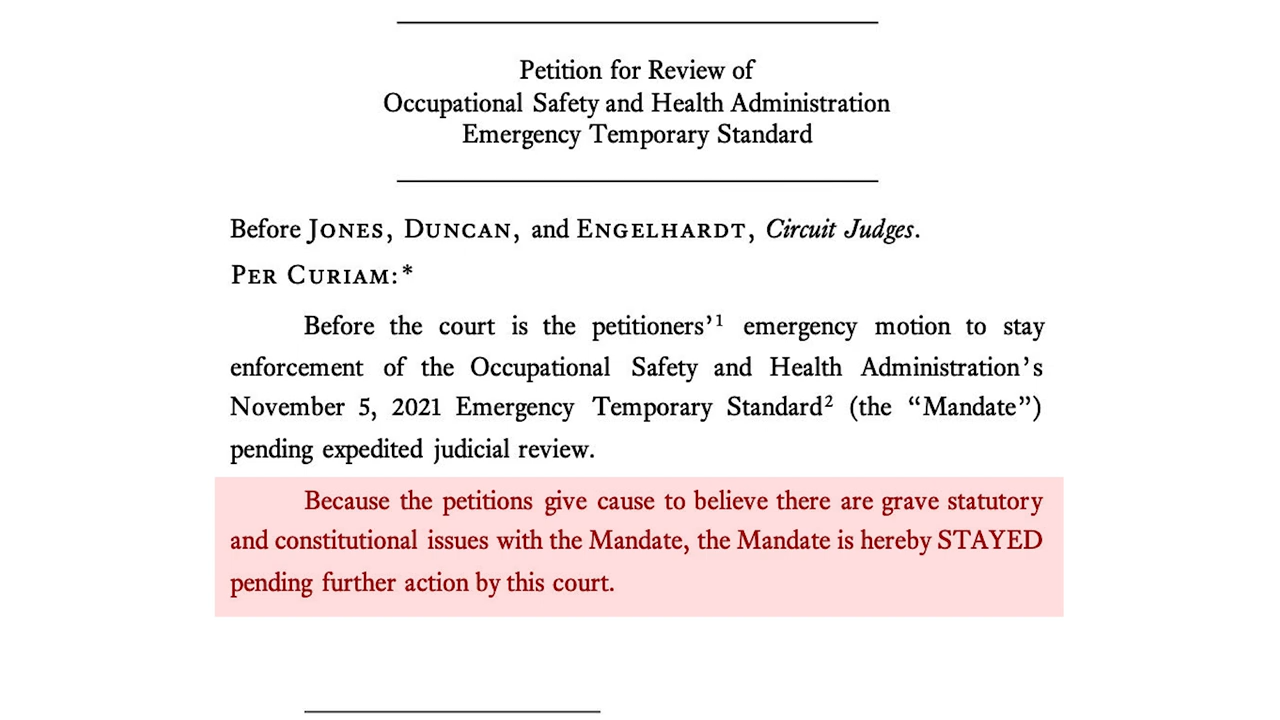 Petition for Review of
Occupational Safety and Health Administration
Emergency Temporary Standard
Before Jones, Duncan, and Engelhardt, Circuit Judges.
Per Curiam:*
Before the court is the petitioners’¹ emergency motion to stay
enforcement of the Occupational Safety and Health Administration’s
November 5, 2021 Emergency Temporary Standard² (the “Mandate”)
pending expedited judicial review.
Because the petitions give cause to believe there are grave statutory
and constitutional issues with the Mandate, the Mandate is hereby STAYED
pending further action by this court.